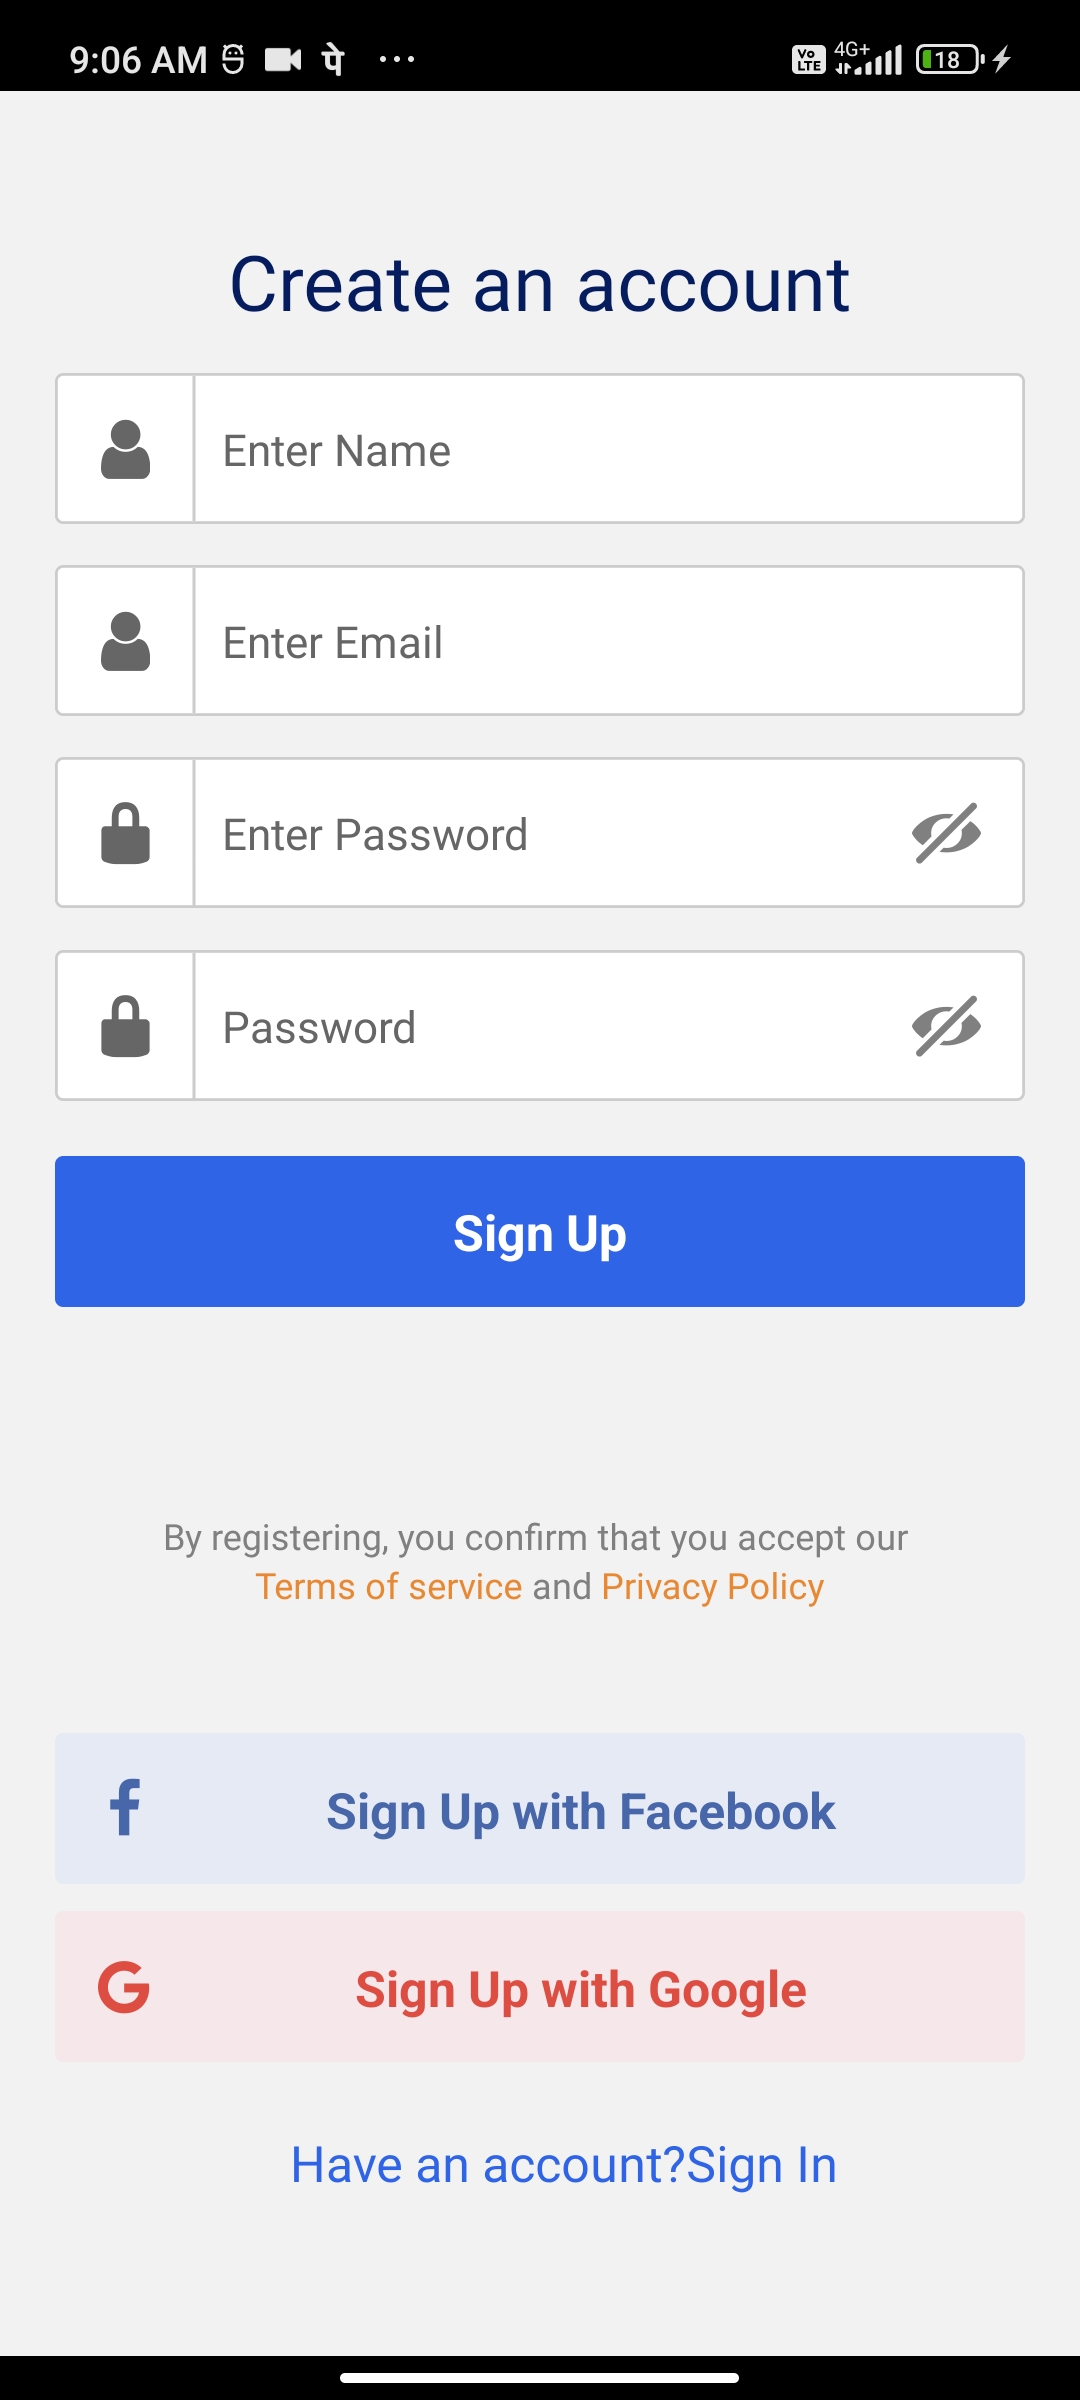 9:06 AM पे ...
Vo LTE 4G+ 18
Create an account
Enter Name
Enter Email
Enter Password
Password
Sign Up
By registering, you confirm that you accept our
Terms of service and Privacy Policy
Sign Up with Facebook
Sign Up with Google
Have an account?Sign In